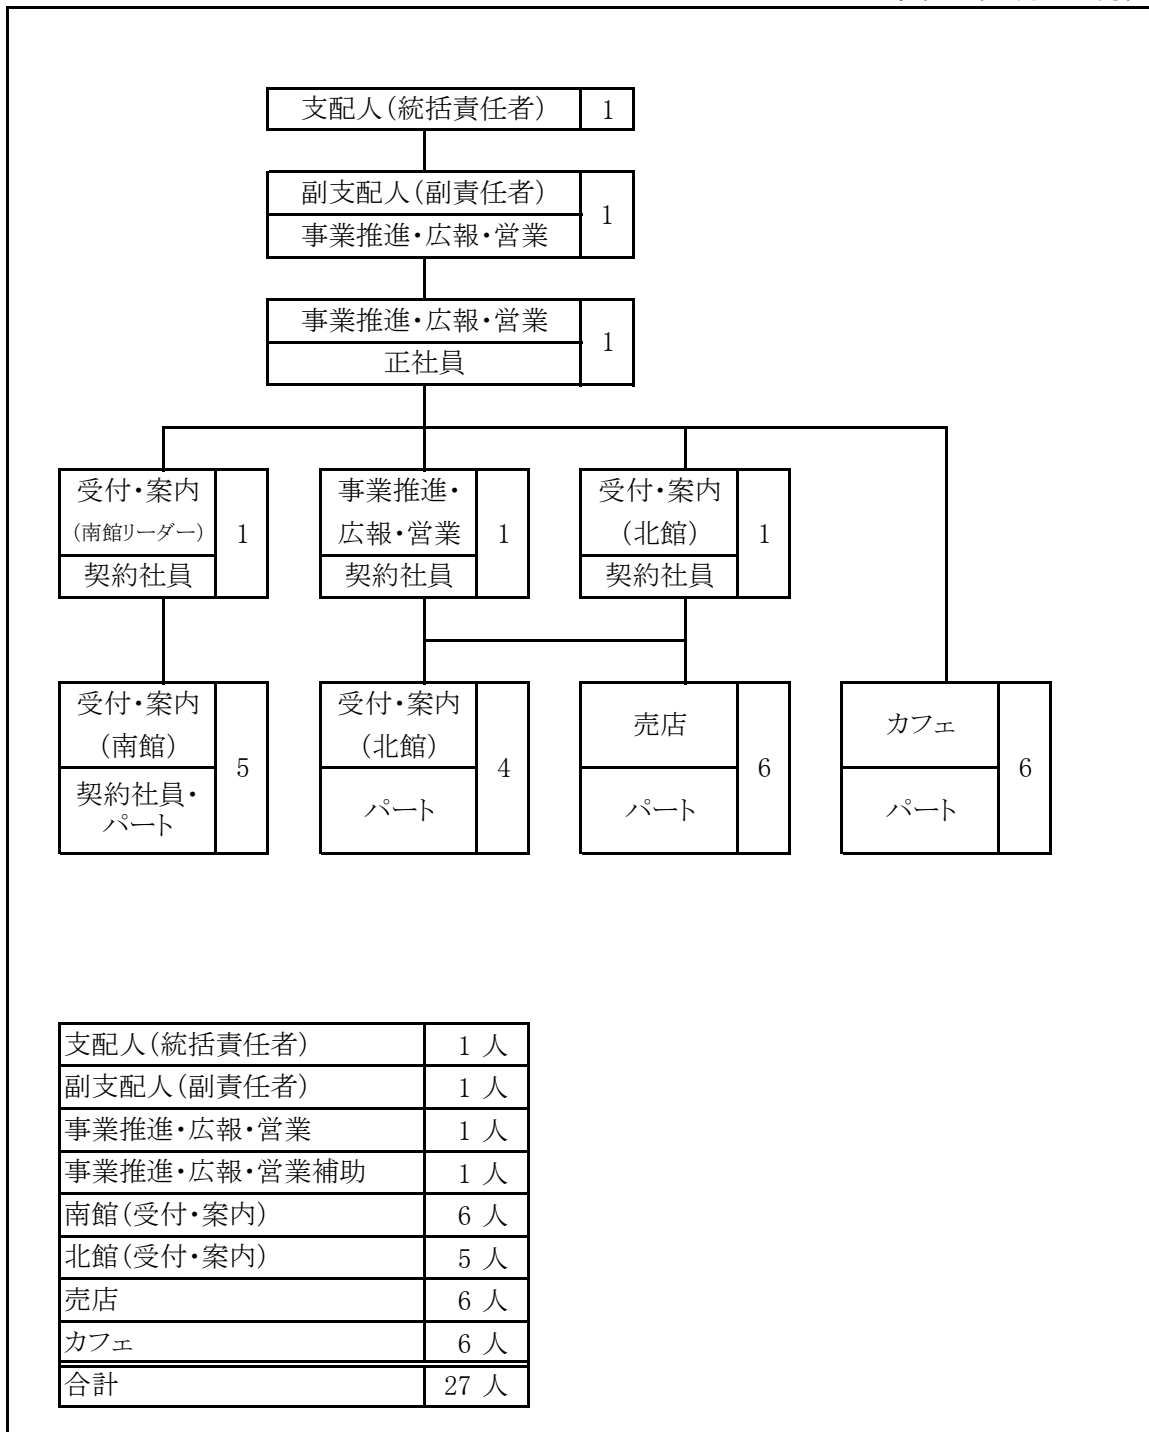 支配人(統括責任者) 1
副支配人(副責任者)
事業推進・広報・営業
1
事業推進・広報・営業
正社員
1
受付・案内
(南館リーダー)
契約社員
1
事業推進・
広報・営業
契約社員
1
受付・案内
(北館)
契約社員
1
受付・案内
(南館)
契約社員・
パート
5
受付・案内
(北館)
パート
4
売店
パート
6
カフェ
パート
6
支配人(統括責任者) 1 人
副支配人(副責任者) 1 人
事業推進・広報・営業 1 人
事業推進・広報・営業補助 1 人
南館(受付・案内) 6 人
北館(受付・案内) 5 人
売店 6 人
カフェ 6 人
合計 27 人